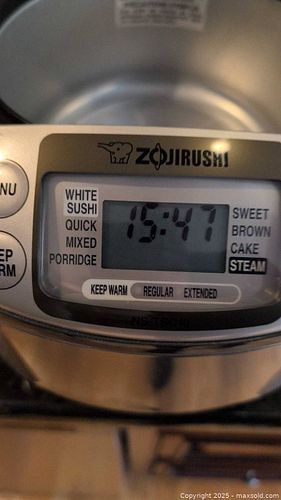 ZOJIRUSHI
NU
EP
RM
WHITE
SUSHI
QUICK
MIXED
PORRIDGE
15:47
SWEET
BROWN
CAKE
STEAM
KEEP WARM REGULAR EXTENDED
Copyright © 2025 - maxsold.com